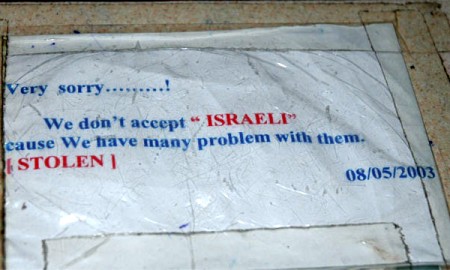 Very sorry.........!
We don't accept " ISRAELI"
cause We have many problem with them.
[ STOLEN ]
08/05/2003